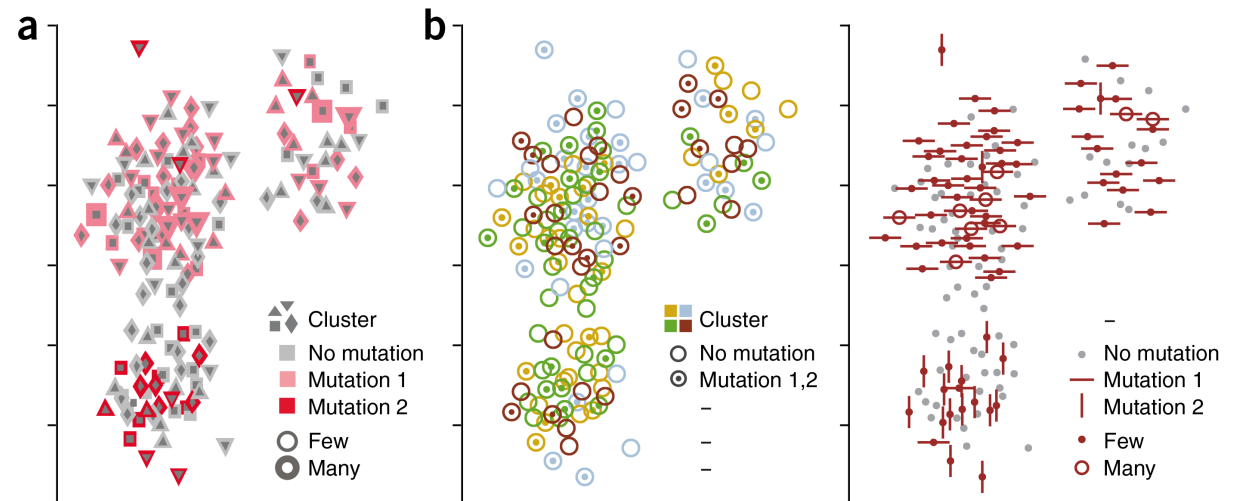 a
b
Cluster
No mutation
Mutation 1
Mutation 2
Few
Many
Cluster
No mutation
Mutation 1,2
–
–
–
–
No mutation
Mutation 1
Mutation 2
Few
Many